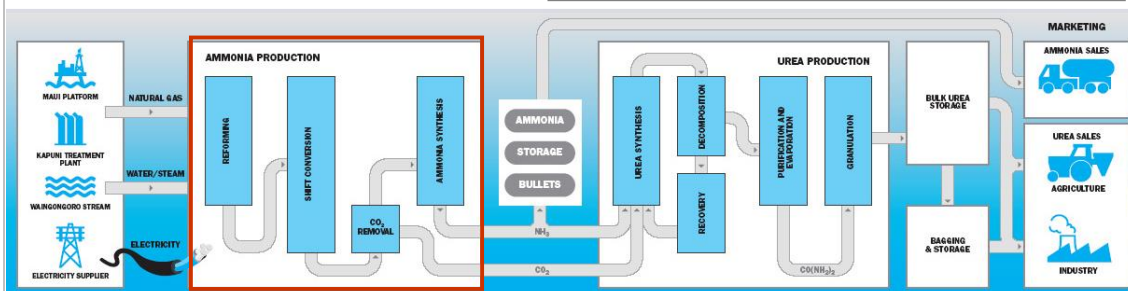 MARKETING
MAUI PLATFORM
KAPUNI TREATMENT
PLANT
WAINGONGORO STREAM
ELECTRICITY SUPPLIER
NATURAL GAS
WATER/STEAM
ELECTRICITY
AMMONIA PRODUCTION
REFORMING
SHIFT CONVERSION
CO₂
REMOVAL
AMMONIA SYNTHESIS
AMMONIA
STORAGE
BULLETS
NH₃
CO₂
UREA PRODUCTION
UREA SYNTHESIS
DECOMPOSITION
RECOVERY
PURIFICATION AND
EVAPORATION
GRANULATION
CO(NH₂)₂
BULK UREA
STORAGE
BAGGING
& STORAGE
AMMONIA SALES
UREA SALES
AGRICULTURE
INDUSTRY